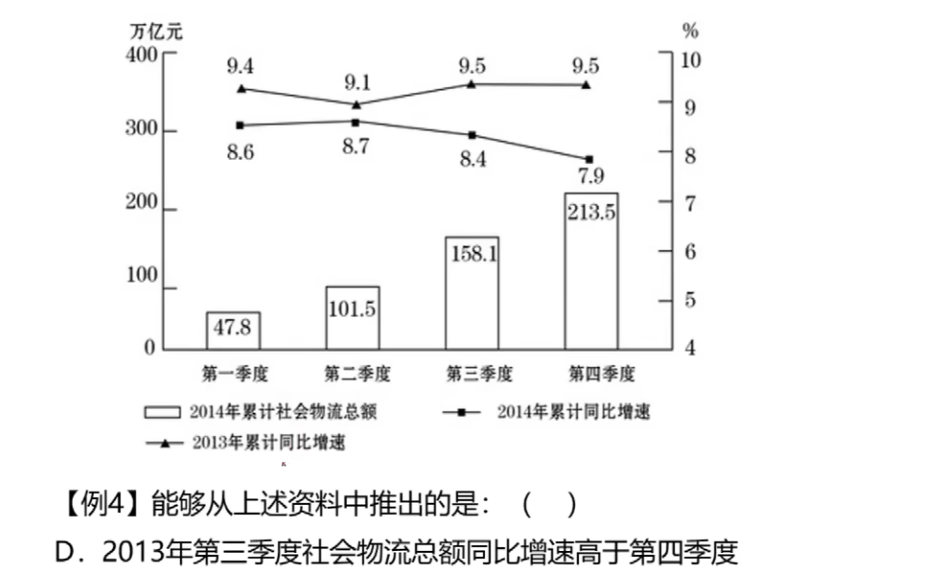 万亿元 %
400 10
9.4 9.1 9.5 9.5
9
300
8.6 8.7 8.4 7.9
8
200 213.5 7
158.1 6
100 101.5 5
47.8
0 4
第一季度 第二季度 第三季度 第四季度
2014年累计社会物流总额 2014年累计同比增速
2013年累计同比增速
【例4】能够从上述资料中推出的是：（ ）
D．2013年第三季度社会物流总额同比增速高于第四季度